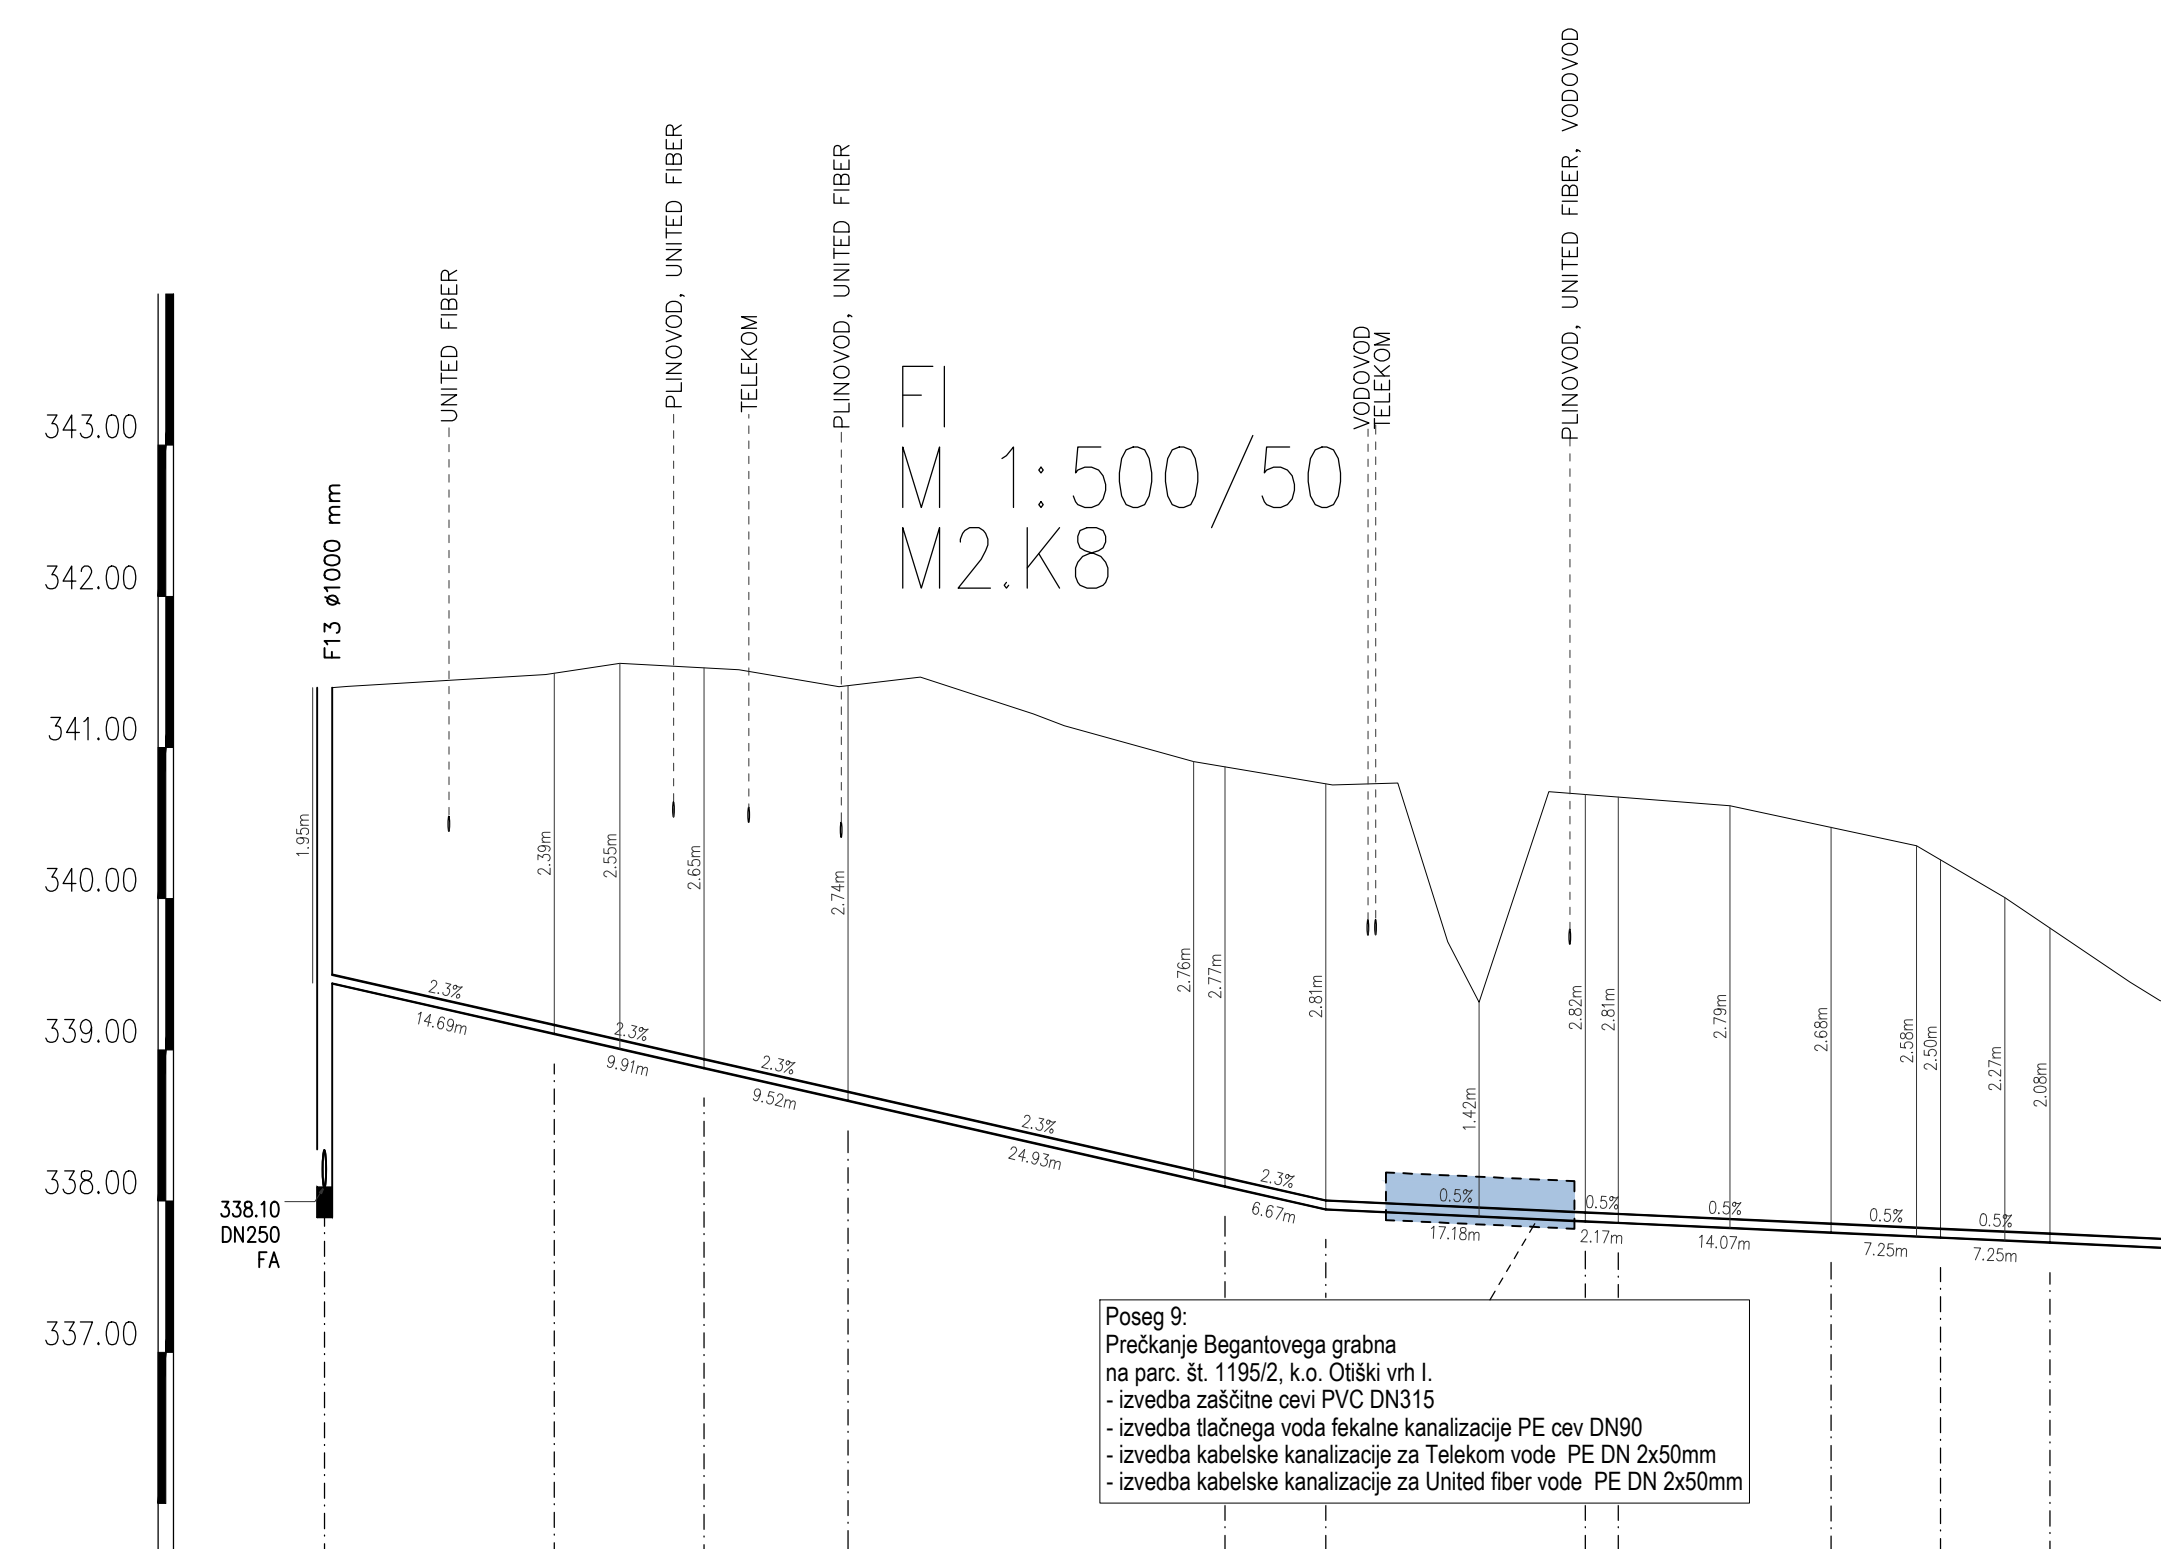 PLINOVOD, UNITED FIBER, VODOVOD
PLINOVOD, UNITED FIBER
PLINOVOD, UNITED FIBER
UNITED FIBER
TELEKOM
VODOVOD
TELEKOM
FI
M 1:500/50
M2.K8
343.00
342.00
341.00
340.00
339.00
338.00
337.00
F13 ø1000 mm
1.95m
2.39m
2.55m
2.65m
2.74m
2.76m
2.77m
2.81m
1.42m
2.82m
2.81m
2.79m
2.68m
2.58m
2.50m
2.27m
2.08m
2.3%
14.69m
2.3%
9.91m
2.3%
9.52m
2.3%
24.93m
2.3%
6.67m
0.5%
17.18m
0.5%
2.17m
0.5%
14.07m
0.5%
7.25m
0.5%
7.25m
338.10
DN250
FA
Poseg 9:
Prečkanje Begantovega grabna
na parc. št. 1195/2, k.o. Otiški vrh I.
- izvedba zaščitne cevi PVC DN315
- izvedba tlačnega voda fekalne kanalizacije PE cev DN90
- izvedba kabelske kanalizacije za Telekom vode  PE DN 2x50mm
- izvedba kabelske kanalizacije za United fiber vode  PE DN 2x50mm